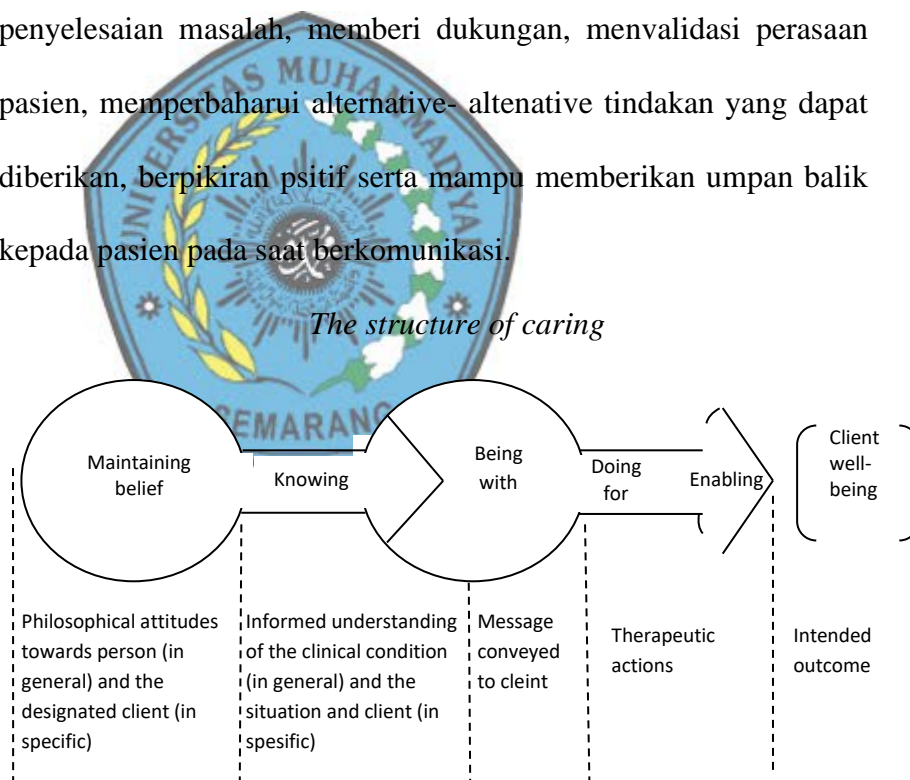 penyelesaian masalah, memberi dukungan, menvalidasi perasaan
pasien, memperbaharui alternative- altenative tindakan yang dapat
diberikan, berpikiran psitif serta mampu memberikan umpan balik
kepada pasien pada saat berkomunikasi.
UNIVERSITAS MUHAMMADIYAH
SEMARANG
The structure of caring
Maintaining
belief
Knowing
Being
with
Doing
for
Enabling
Client
well-
being
Philosophical attitudes
towards person (in
general) and the
designated client (in
specific)
Informed understanding
of the clinical condition
(in general) and the
situation and client (in
spesific)
Message
conveyed
to cleint
Therapeutic
actions
Intended
outcome